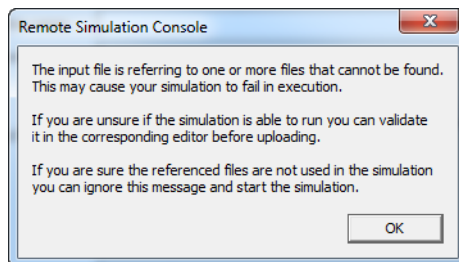 Remote Simulation Console
The input file is referring to one or more files that cannot be found.
This may cause your simulation to fail in execution.
If you are unsure if the simulation is able to run you can validate
it in the corresponding editor before uploading.
If you are sure the referenced files are not used in the simulation
you can ignore this message and start the simulation.
OK